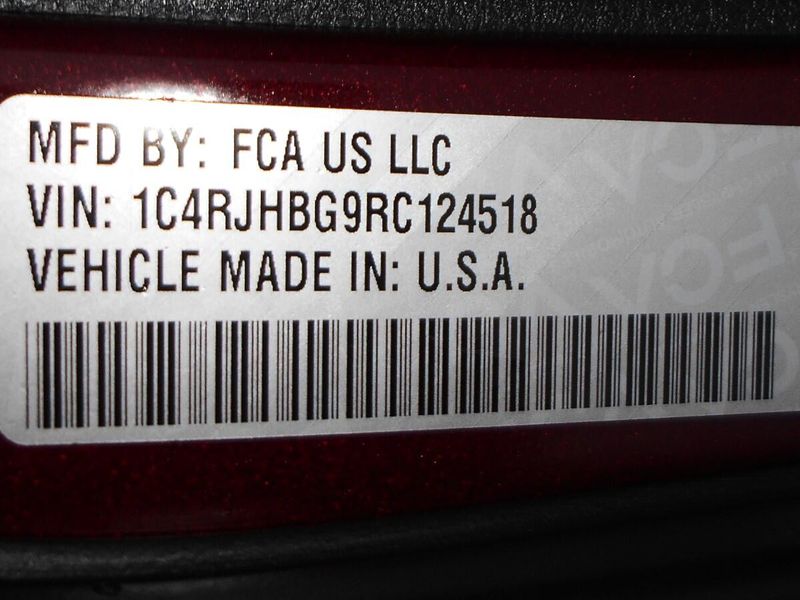 MFD BY: FCA US LLC
VIN: 1C4RJHBG9RC124518
VEHICLE MADE IN: U.S.A.